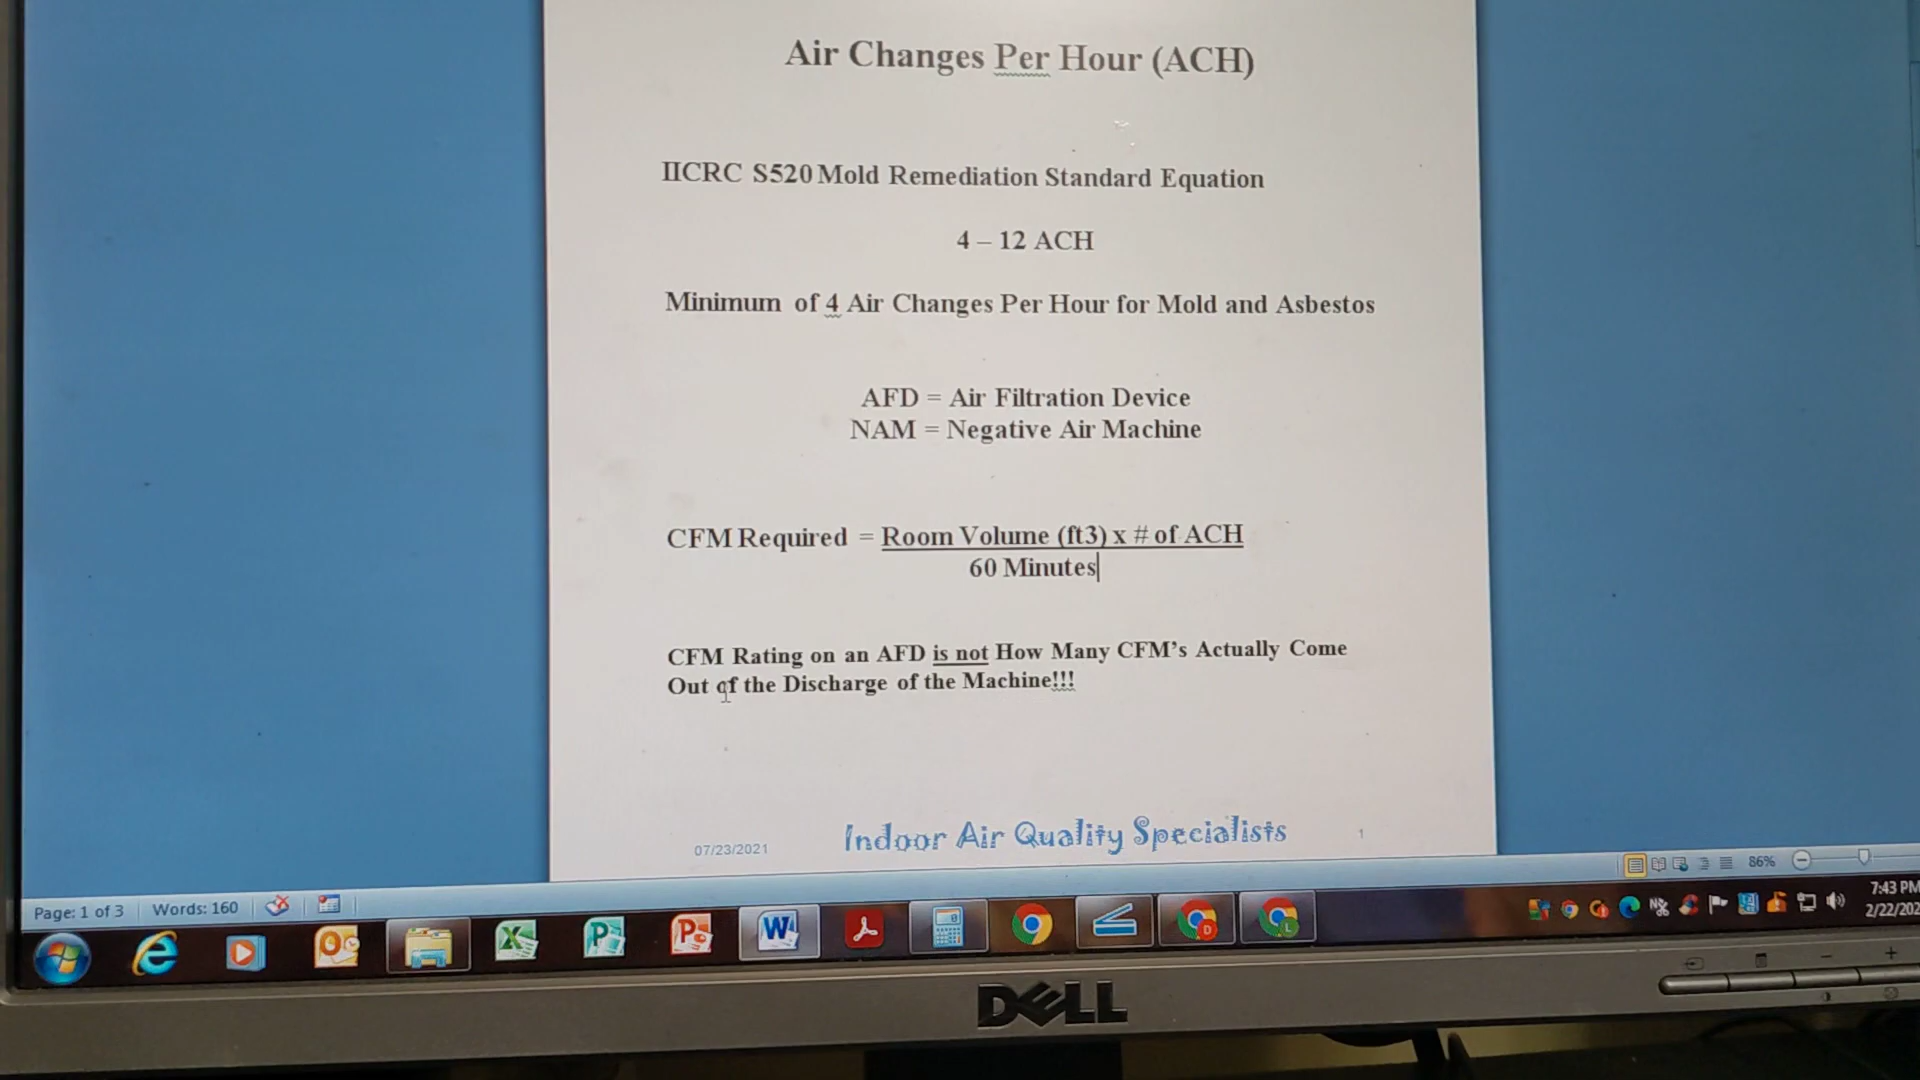 Air Changes Per Hour (ACH)
IICRC S520 Mold Remediation Standard Equation
4 – 12 ACH
Minimum of 4 Air Changes Per Hour for Mold and Asbestos
AFD = Air Filtration Device
NAM = Negative Air Machine
CFM Required = Room Volume (ft3) x # of ACH
60 Minutes
CFM Rating on an AFD is not How Many CFM's Actually Come
Out of the Discharge of the Machine!!!
07/23/2021 Indoor Air Quality Specialists 1
86%
Page: 1 of 3 Words: 160
7:43 PM
2/22/202
DELL